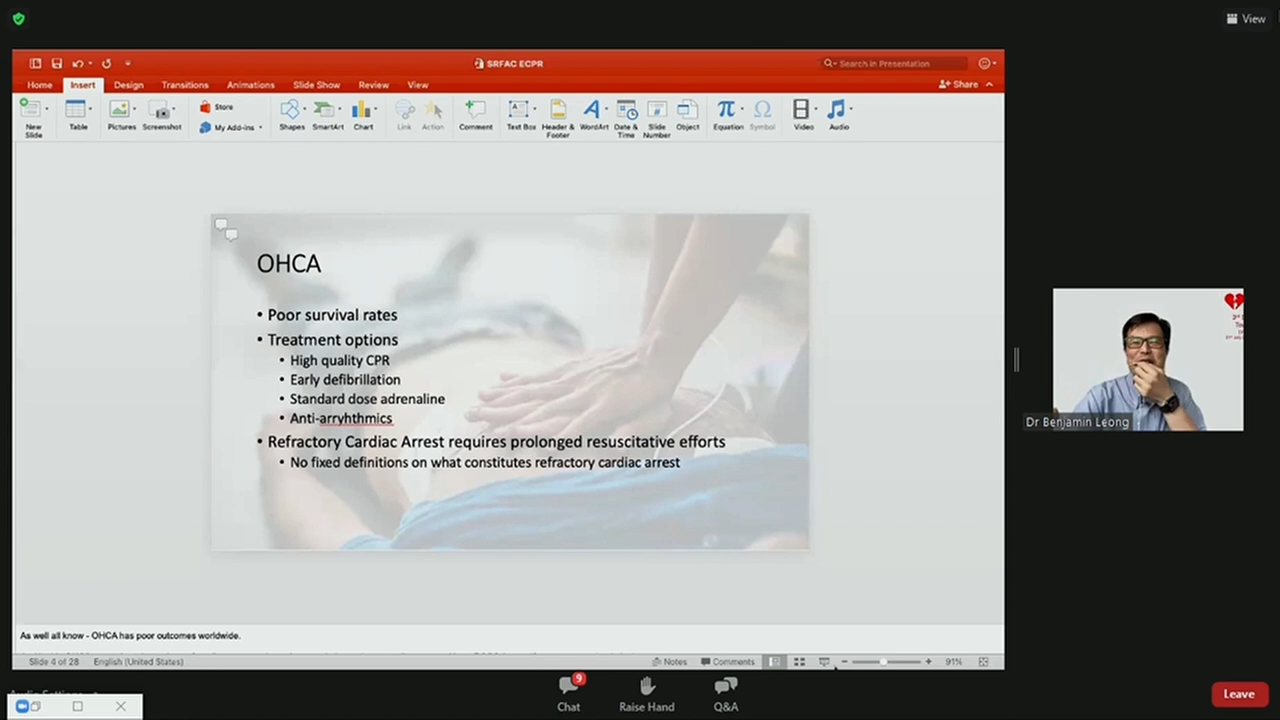 View
SRFAC ECPR
Search in Presentation
Home Insert Design Transitions Animations Slide Show Review View
Share
New Slide
Table
Pictures
Screenshot
Store
My Add-ins
Shapes
SmartArt
Chart
Link
Action
Comment
Text Box
Header & Footer
WordArt
Date & Time
Slide Number
Object
Equation
Symbol
Video
Audio
OHCA
• Poor survival rates
• Treatment options
• High quality CPR
• Early defibrillation
• Standard dose adrenaline
• Anti-arryhthmics
• Refractory Cardiac Arrest requires prolonged resuscitative efforts
• No fixed definitions on what constitutes refractory cardiac arrest
Dr Benjamin Leong
As well all know - OHCA has poor outcomes worldwide.
Slide 4 of 28 English (United States)
Notes Comments 91%
9
Chat Raise Hand Q&A
Leave